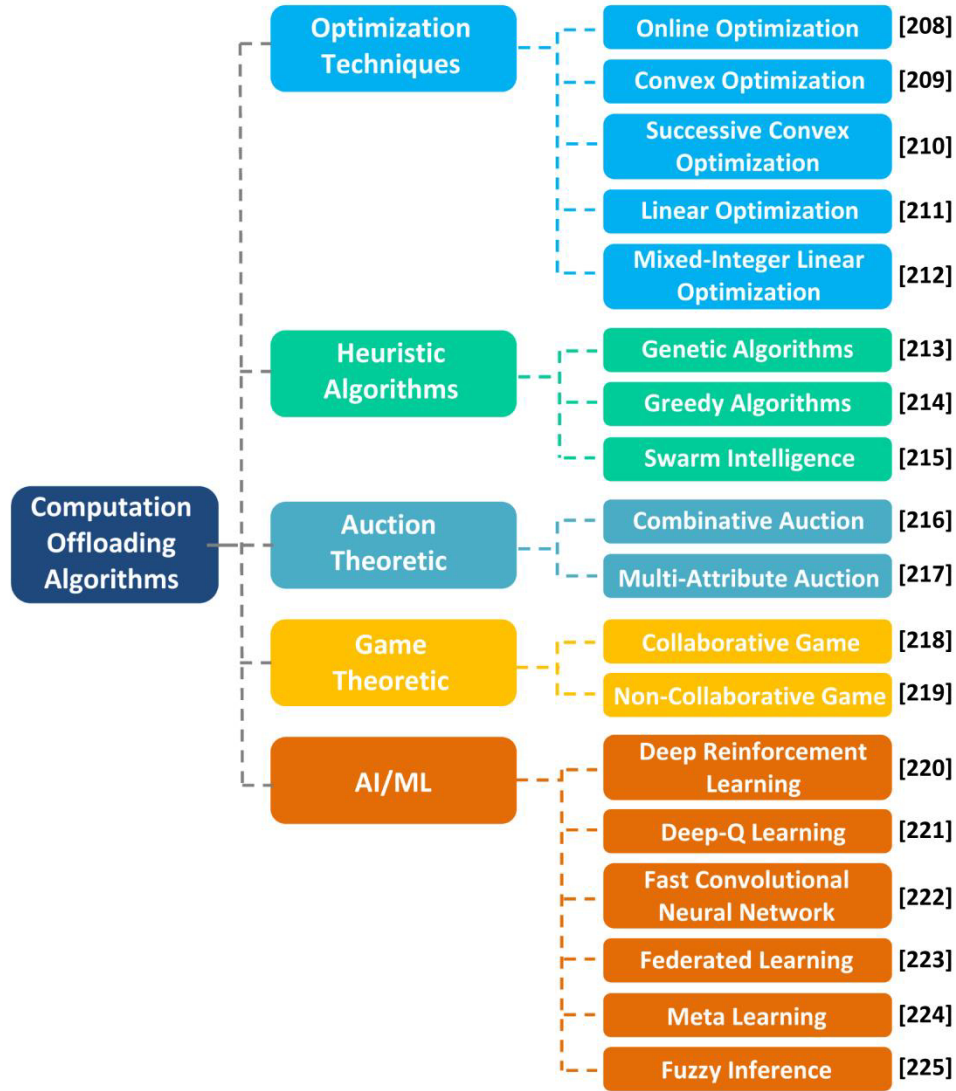 Computation
Offloading
Algorithms
Optimization
Techniques
Online Optimization [208]
Convex Optimization [209]
Successive Convex
Optimization
[210]
Linear Optimization [211]
Mixed-Integer Linear
Optimization
[212]
Heuristic
Algorithms
Genetic Algorithms [213]
Greedy Algorithms [214]
Swarm Intelligence [215]
Auction
Theoretic
Combinative Auction [216]
Multi-Attribute Auction [217]
Game
Theoretic
Collaborative Game [218]
Non-Collaborative Game [219]
AI/ML
Deep Reinforcement
Learning
[220]
Deep-Q Learning [221]
Fast Convolutional
Neural Network
[222]
Federated Learning [223]
Meta Learning [224]
Fuzzy Inference [225]